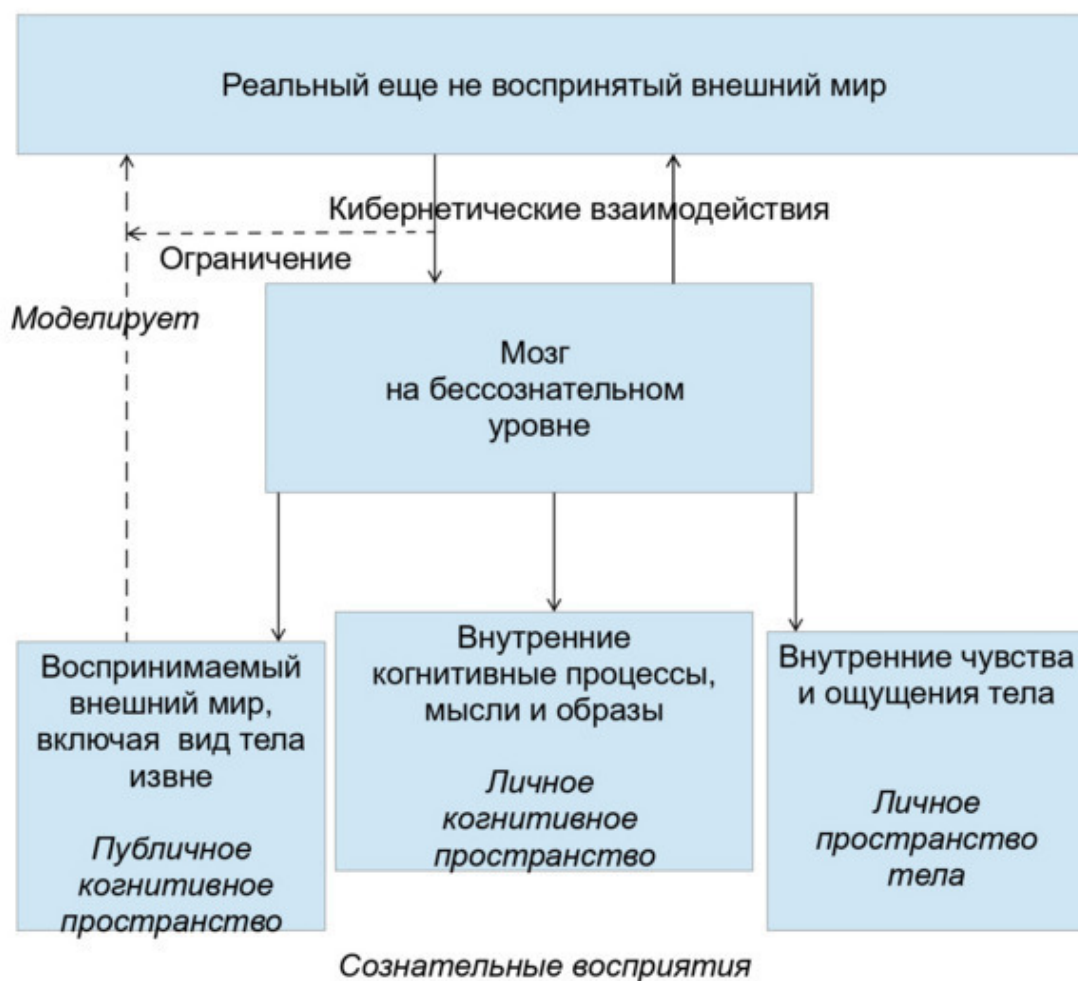 Реальный еще не воспринятый внешний мир
Кибернетические взаимодействия
Ограничение
Моделирует
Мозг
на бессознательном
уровне
Воспринимаемый
внешний мир,
включая вид тела
извне
Публичное
когнитивное
пространство
Внутренние
когнитивные процессы,
мысли и образы
Личное
когнитивное
пространство
Внутренние чувства
и ощущения тела
Личное
пространство
тела
Сознательные восприятия